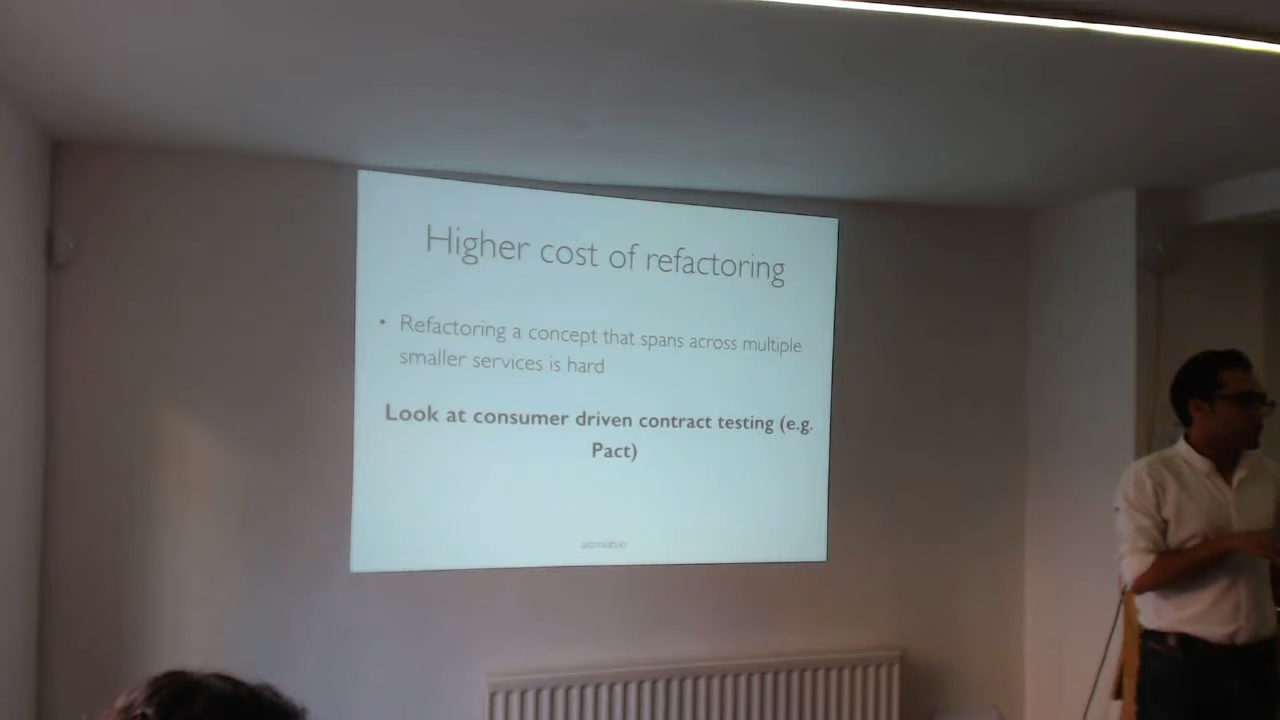 Higher cost of refactoring
• Refactoring a concept that spans across multiple
smaller services is hard
Look at consumer driven contract testing (e.g.
Pact)